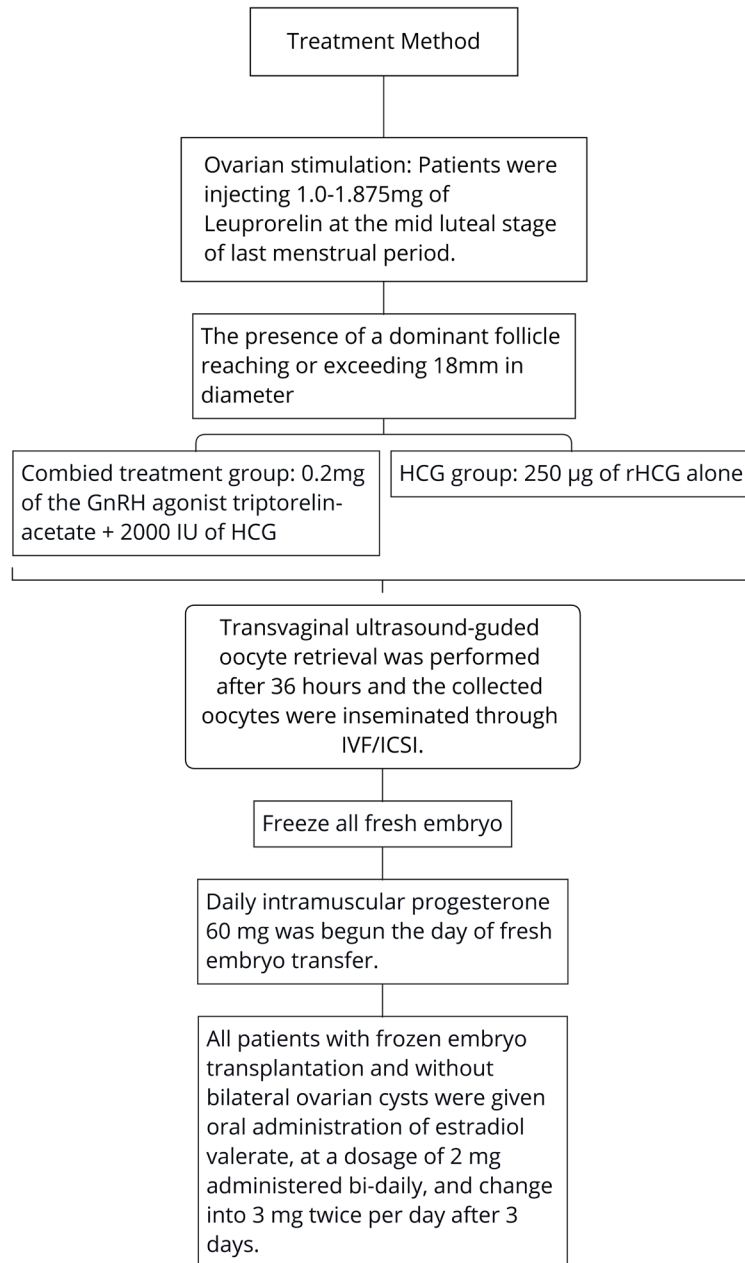 Treatment Method
Ovarian stimulation: Patients were
injecting 1.0-1.875mg of
Leuprorelin at the mid luteal stage
of last menstrual period.
The presence of a dominant follicle
reaching or exceeding 18mm in
diameter
Combied treatment group: 0.2mg
of the GnRH agonist triptorelin-
acetate + 2000 IU of HCG
HCG group: 250 μg of rHCG alone
Transvaginal ultrasound-guded
oocyte retrieval was performed
after 36 hours and the collected
oocytes were inseminated through
IVF/ICSI.
Freeze all fresh embryo
Daily intramuscular progesterone
60 mg was begun the day of fresh
embryo transfer.
All patients with frozen embryo
transplantation and without
bilateral ovarian cysts were given
oral administration of estradiol
valerate, at a dosage of 2 mg
administered bi-daily, and change
into 3 mg twice per day after 3
days.